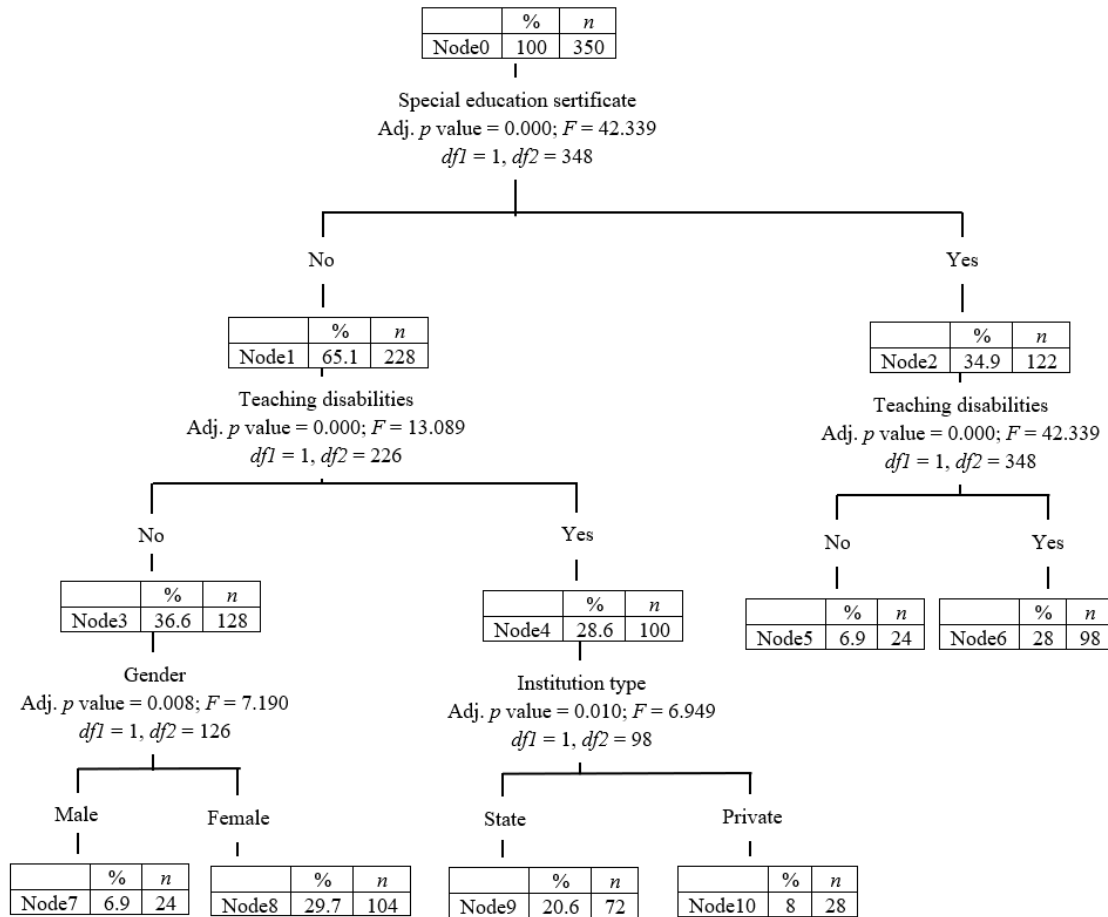 % n
Node0 100 350
Special education sertificate
Adj. p value = 0.000; F = 42.339
df1 = 1, df2 = 348
No
Yes
% n
Node1 65.1 228
% n
Node2 34.9 122
Teaching disabilities
Adj. p value = 0.000; F = 13.089
df1 = 1, df2 = 226
Teaching disabilities
Adj. p value = 0.000; F = 42.339
df1 = 1, df2 = 348
No
Yes
No
Yes
% n
Node3 36.6 128
% n
Node4 28.6 100
% n
Node5 6.9 24
% n
Node6 28 98
Gender
Adj. p value = 0.008; F = 7.190
df1 = 1, df2 = 126
Institution type
Adj. p value = 0.010; F = 6.949
df1 = 1, df2 = 98
Male
Female
State
Private
% n
Node7 6.9 24
% n
Node8 29.7 104
% n
Node9 20.6 72
% n
Node10 8 28